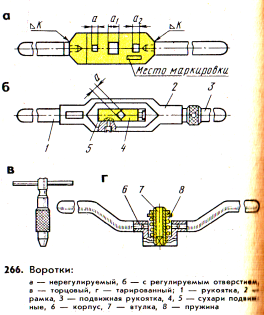 а
△К
а
а₁
а₂
△К
Место маркировки
б
а
2
3
1
5
4
в
г
7
6
8
266. Воротки:
а — нерегулируемый, б — с регулируемым отверстием,
в — торцовый, г — тарированный; 1 — рукоятка, 2 —
рамка, 3 — подвижная рукоятка, 4, 5 — сухари подвиж-
ные, 6 — корпус, 7 — втулка, 8 — пружина